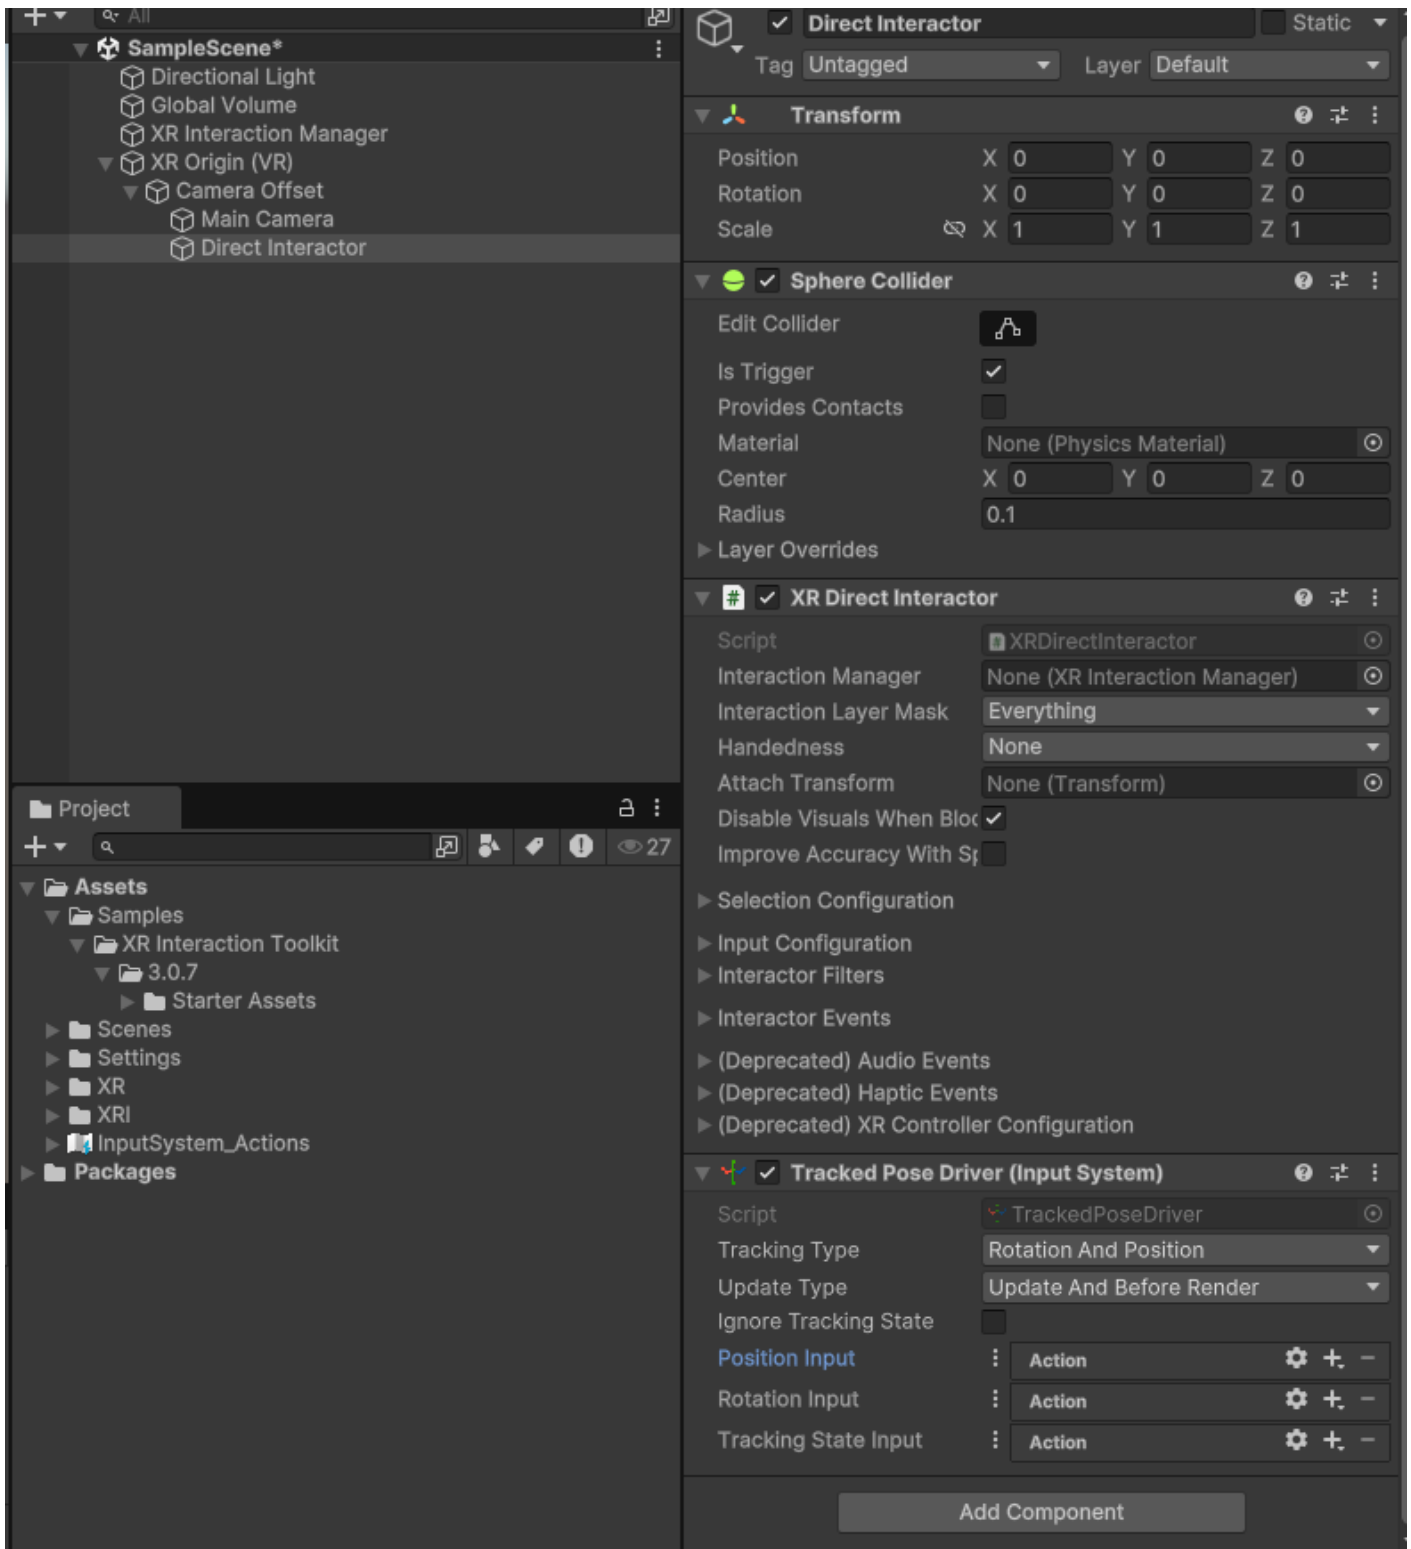 All
SampleScene*
Directional Light
Global Volume
XR Interaction Manager
XR Origin (VR)
Camera Offset
Main Camera
Direct Interactor
Project
27
Assets
Samples
XR Interaction Toolkit
3.0.7
Starter Assets
Scenes
Settings
XR
XRI
InputSystem_Actions
Packages
Direct Interactor
Static
Tag Untagged
Layer Default
Transform
Position X 0 Y 0 Z 0
Rotation X 0 Y 0 Z 0
Scale X 1 Y 1 Z 1
Sphere Collider
Edit Collider
Is Trigger
Provides Contacts
Material None (Physics Material)
Center X 0 Y 0 Z 0
Radius 0.1
Layer Overrides
# XR Direct Interactor
Script XRDirectInteractor
Interaction Manager None (XR Interaction Manager)
Interaction Layer Mask Everything
Handedness None
Attach Transform None (Transform)
Disable Visuals When Bloc
Improve Accuracy With Sp
Selection Configuration
Input Configuration
Interactor Filters
Interactor Events
(Deprecated) Audio Events
(Deprecated) Haptic Events
(Deprecated) XR Controller Configuration
Tracked Pose Driver (Input System)
Script TrackedPoseDriver
Tracking Type Rotation And Position
Update Type Update And Before Render
Ignore Tracking State
Position Input Action
Rotation Input Action
Tracking State Input Action
Add Component